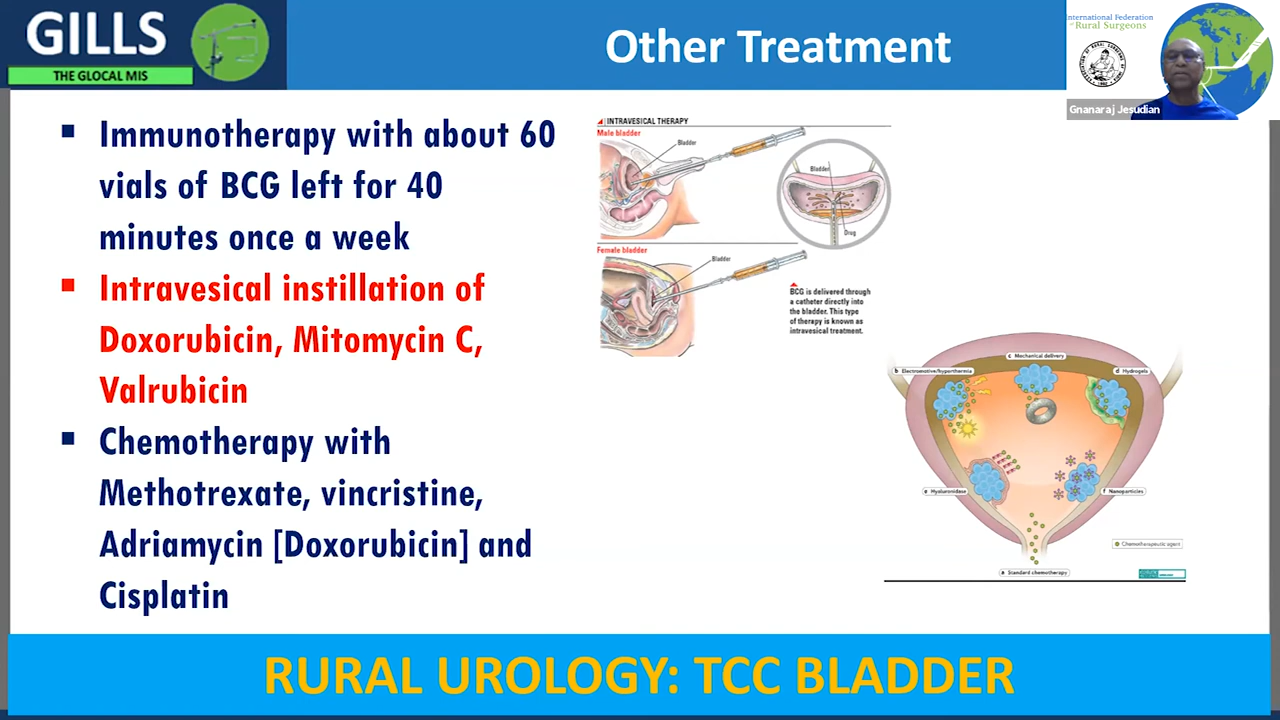 GILLS
THE GLOCAL MIS
Other Treatment
International Federation
of Rural Surgeons
Gnanaraj Jesudian
▪ Immunotherapy with about 60
vials of BCG left for 40
minutes once a week
▪ Intravesical instillation of
Doxorubicin, Mitomycin C,
Valrubicin
▪ Chemotherapy with
Methotrexate, vincristine,
Adriamycin [Doxorubicin] and
Cisplatin
INTRAVESICAL THERAPY
Male bladder
Bladder
Bladder
Drug
Female bladder
Bladder
BCG is delivered through
a catheter directly into
the bladder. This type
of therapy is known as
intravesical treatment.
c Mechanical delivery
b Electromotive/hyperthermia
d Hydrogels
e Hyaluronidase
f Nanoparticles
Chemotherapeutic agent
a Standard chemotherapy
RURAL UROLOGY: TCC BLADDER